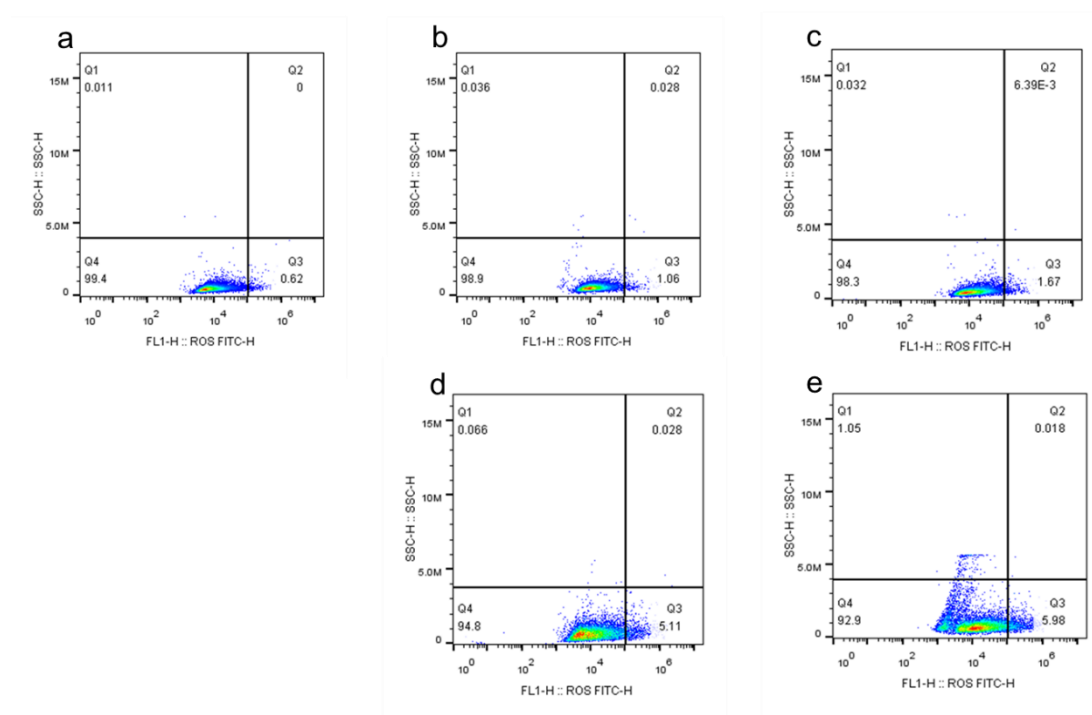 a
Q1
0.011
Q2
0
15M
10M
5.0M
0
SSC-H :: SSC-H
Q4
99.4
Q3
0.62
10^0
10^2
10^4
10^6
FL1-H :: ROS FITC-H
b
Q1
0.036
Q2
0.028
15M
10M
5.0M
0
SSC-H :: SSC-H
Q4
98.9
Q3
1.06
10^0
10^2
10^4
10^6
FL1-H :: ROS FITC-H
c
Q1
0.032
Q2
6.39E-3
15M
10M
5.0M
0
SSC-H :: SSC-H
Q4
98.3
Q3
1.67
10^0
10^2
10^4
10^6
FL1-H :: ROS FITC-H
d
Q1
0.066
Q2
0.028
15M
10M
5.0M
0
SSC-H :: SSC-H
Q4
94.8
Q3
5.11
10^0
10^2
10^4
10^6
FL1-H :: ROS FITC-H
e
Q1
1.05
Q2
0.018
15M
10M
5.0M
0
SSC-H :: SSC-H
Q4
92.9
Q3
5.98
10^0
10^2
10^4
10^6
FL1-H :: ROS FITC-H